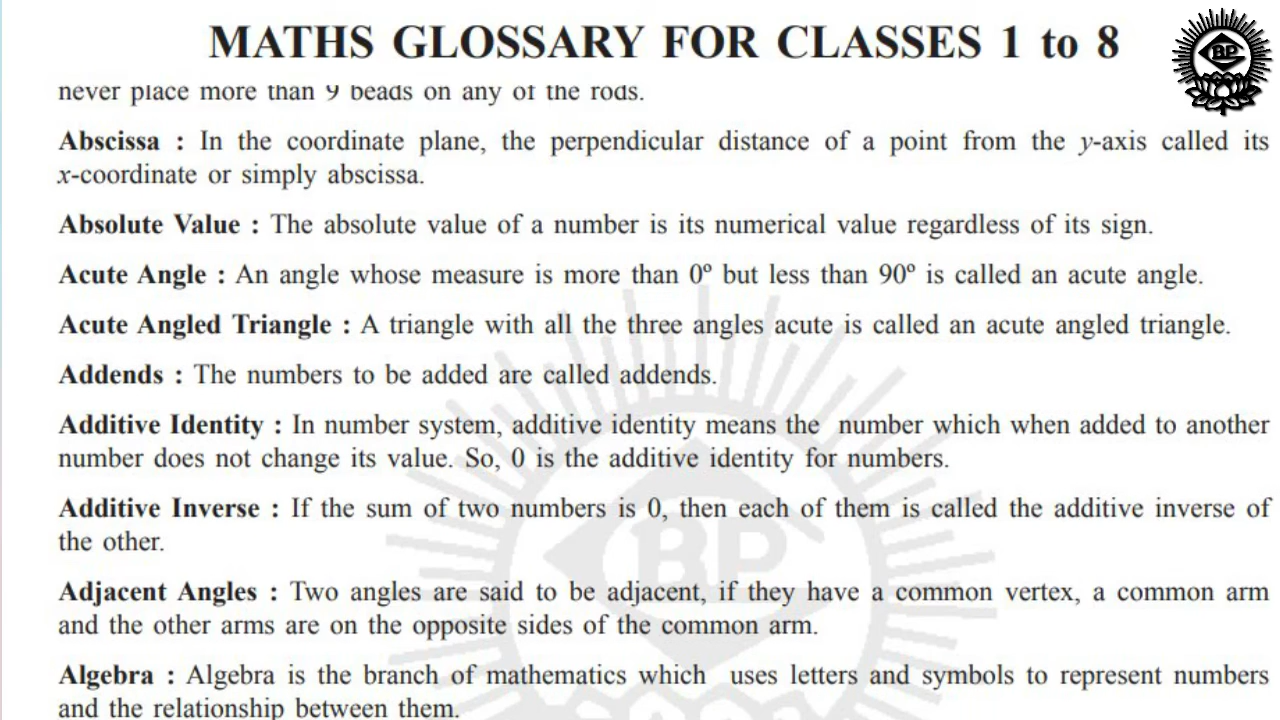 MATHS GLOSSARY FOR CLASSES 1 to 8
BP
never place more than 9 beads on any of the rods.
Abscissa : In the coordinate plane, the perpendicular distance of a point from the y-axis called its
x-coordinate or simply abscissa.
Absolute Value : The absolute value of a number is its numerical value regardless of its sign.
Acute Angle : An angle whose measure is more than 0º but less than 90º is called an acute angle.
Acute Angled Triangle : A triangle with all the three angles acute is called an acute angled triangle.
Addends : The numbers to be added are called addends.
Additive Identity : In number system, additive identity means the number which when added to another
number does not change its value. So, 0 is the additive identity for numbers.
Additive Inverse : If the sum of two numbers is 0, then each of them is called the additive inverse of
the other.
BP
Adjacent Angles : Two angles are said to be adjacent, if they have a common vertex, a common arm
and the other arms are on the opposite sides of the common arm.
Algebra : Algebra is the branch of mathematics which uses letters and symbols to represent numbers
and the relationship between them.